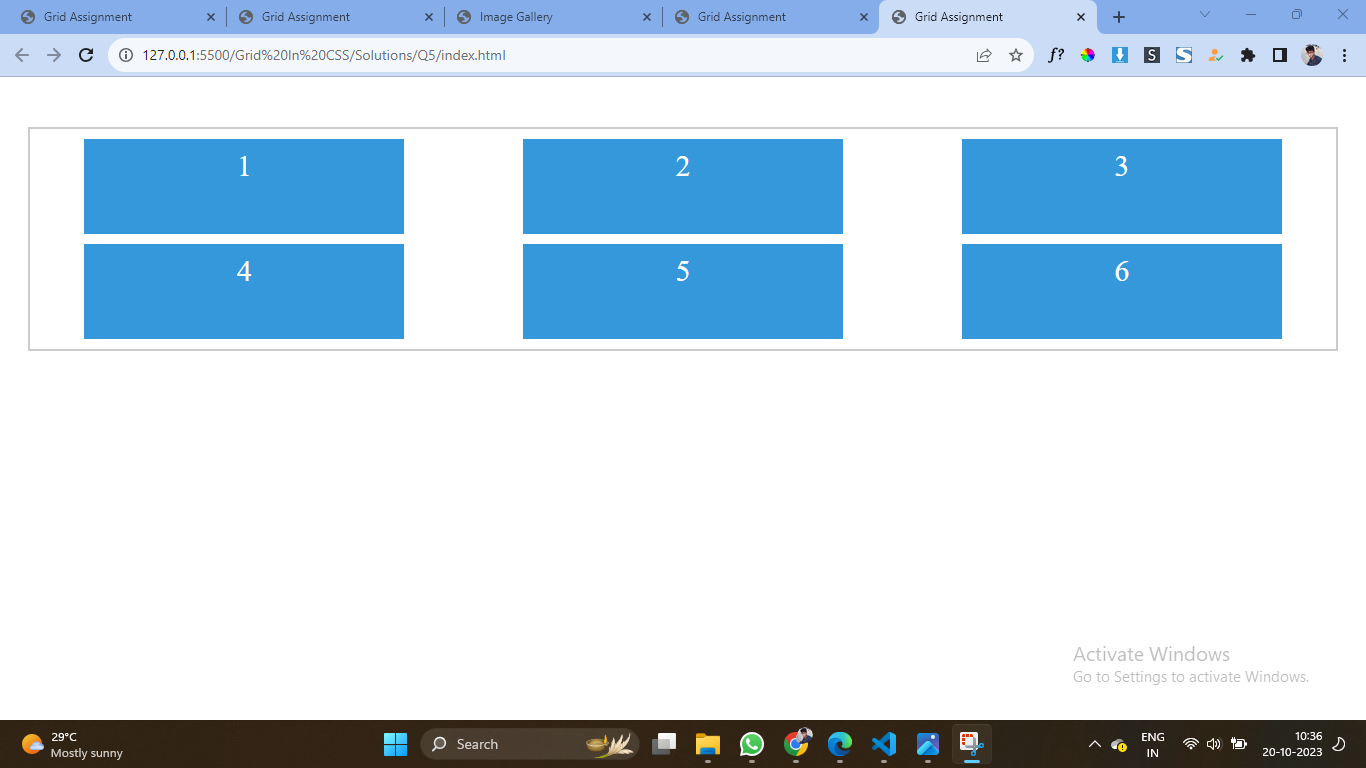 Grid Assignment
Grid Assignment
Image Gallery
Grid Assignment
Grid Assignment
127.0.0.1:5500/Grid%20In%20CSS/Solutions/Q5/index.html
f?
S
S
1
2
3
4
5
6
Activate Windows
Go to Settings to activate Windows.
29°C
Mostly sunny
Search
ENG
IN
10:36
20-10-2023